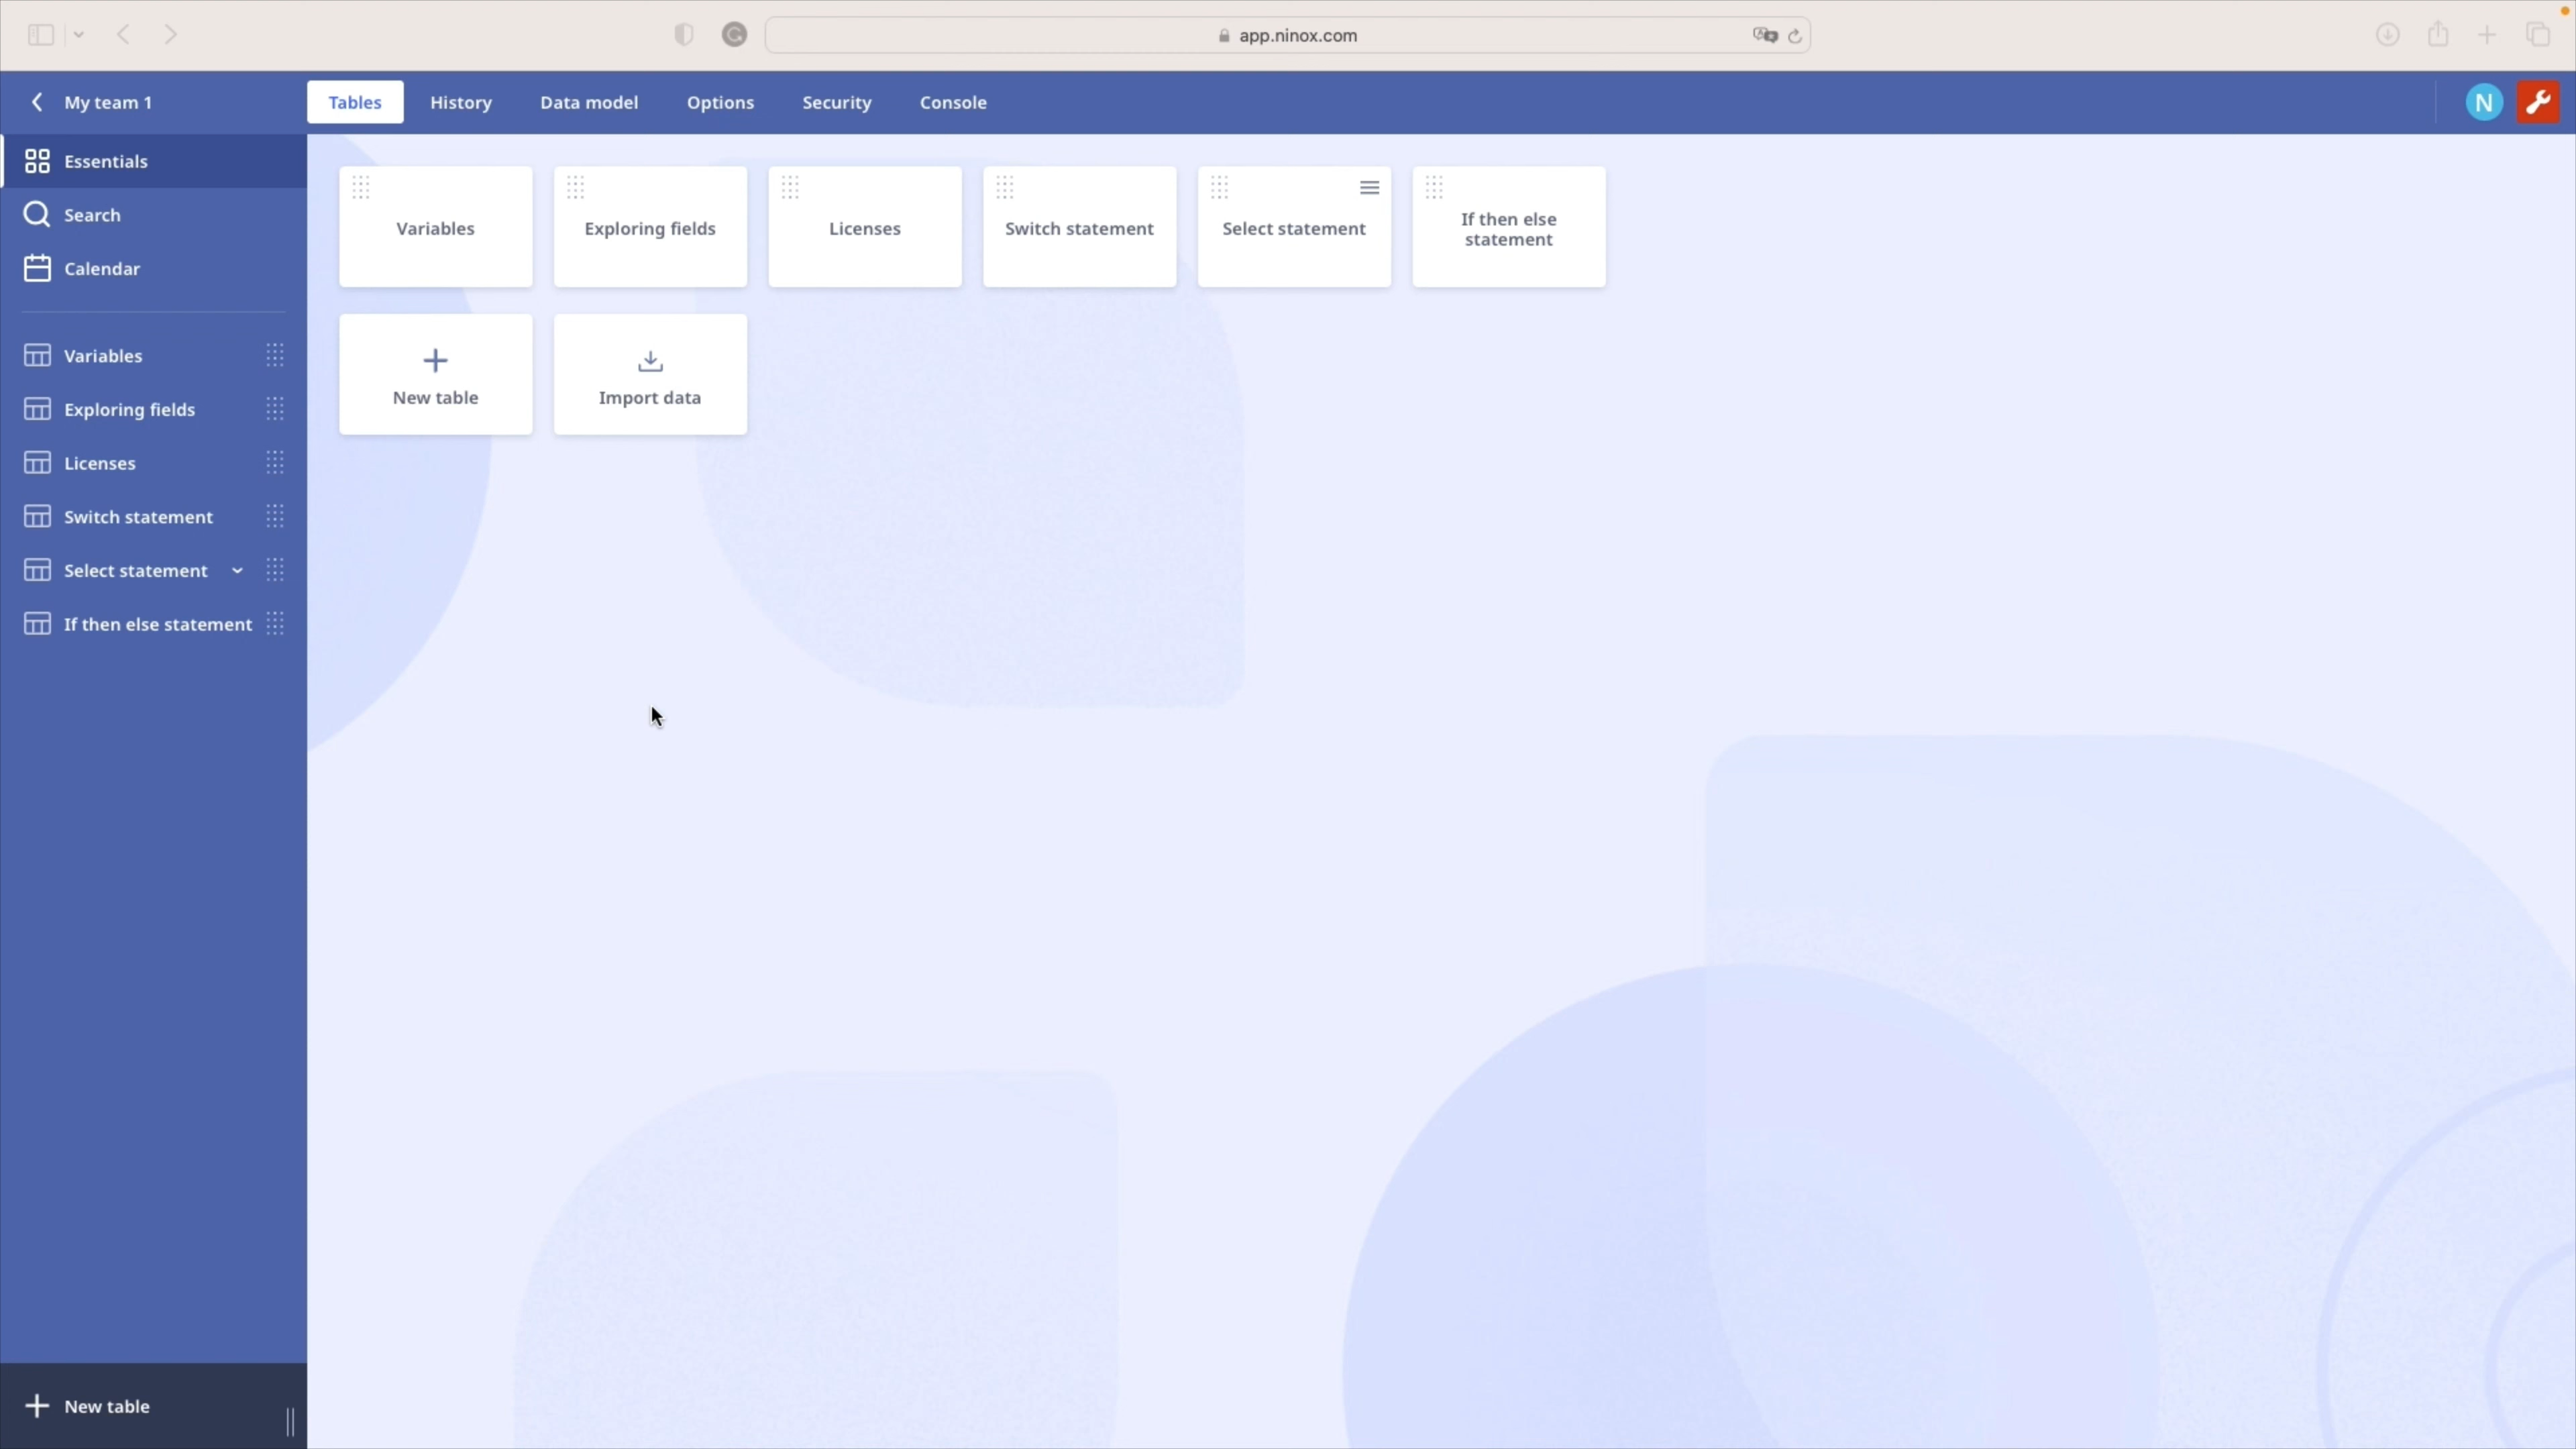 app.ninox.com
My team 1
Tables
History
Data model
Options
Security
Console
N
Essentials
Search
Calendar
Variables
Exploring fields
Licenses
Switch statement
Select statement
If then else statement
New table
Variables
Exploring fields
Licenses
Switch statement
Select statement
If then else
statement
New table
Import data